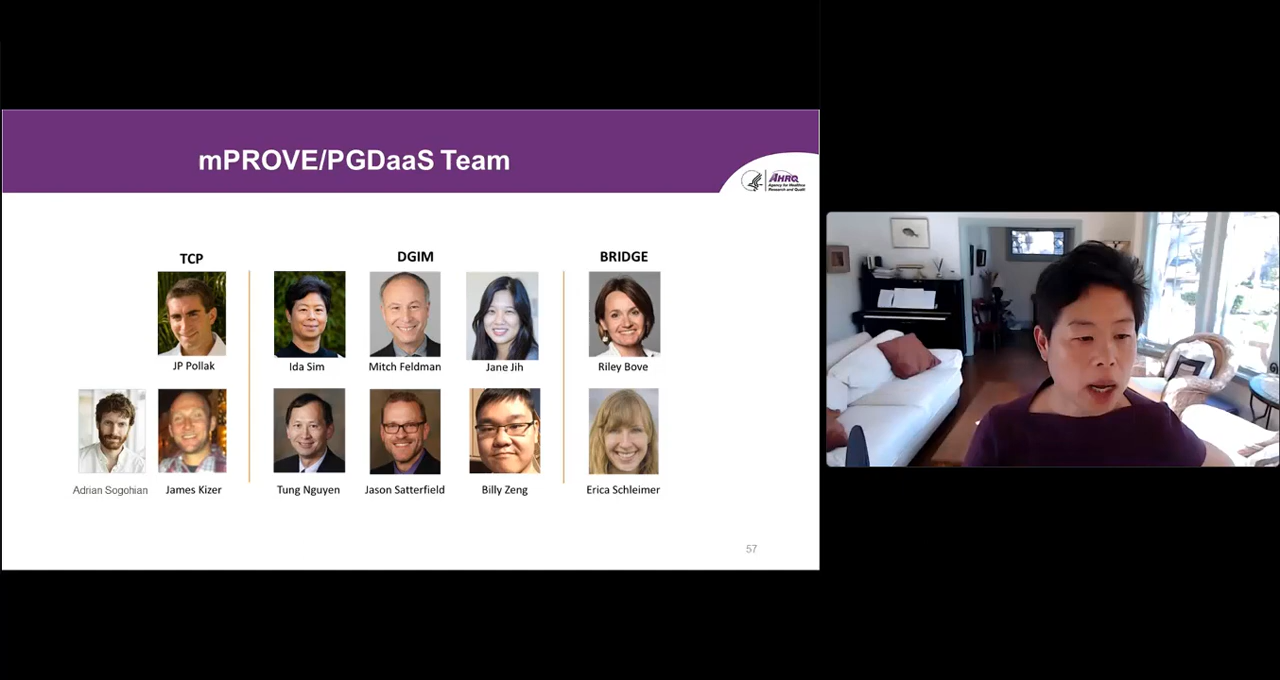 mPROVE/PGDaaS Team
AHRQ
Agency for Healthcare
Research and Quality
TCP
DGIM
BRIDGE
JP Pollak
Ida Sim
Mitch Feldman
Jane Jih
Riley Bove
Adrian Sogohian
James Kizer
Tung Nguyen
Jason Satterfield
Billy Zeng
Erica Schleimer
57